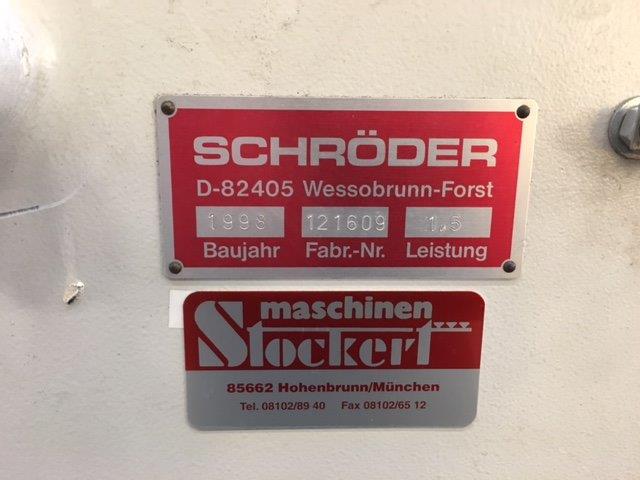 SCHRÖDER
D-82405 Wessobrunn-Forst
1998 121609 1,5
Baujahr Fabr.-Nr. Leistung
maschinen
Stockert
85662 Hohenbrunn/München
Tel. 08102/89 40 Fax 08102/65 12